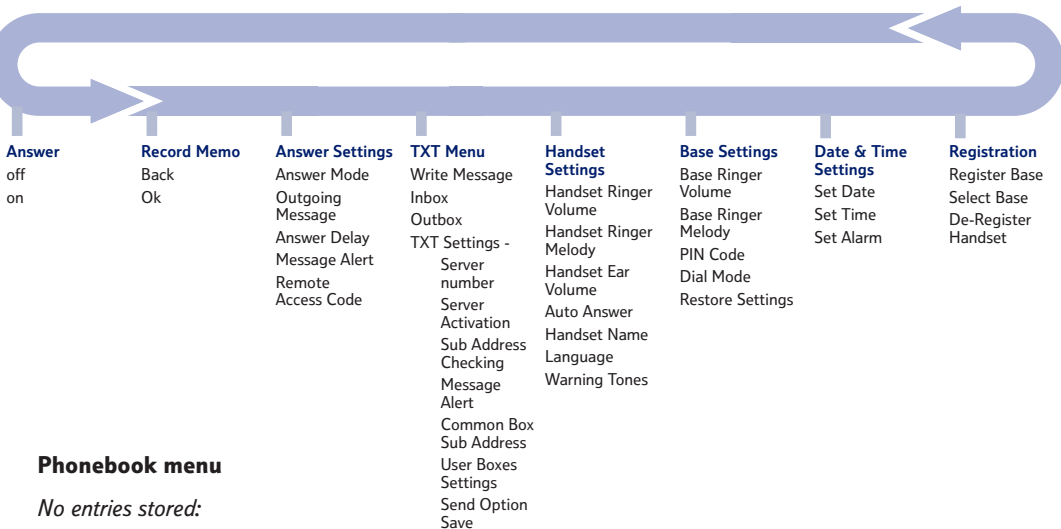 Answer
off
on
Record Memo
Back
Ok
Answer Settings
Answer Mode
Outgoing
Message
Answer Delay
Message Alert
Remote
Access Code
TXT Menu
Write Message
Inbox
Outbox
TXT Settings -
Server
number
Server
Activation
Sub Address
Checking
Message
Alert
Common Box
Sub Address
User Boxes
Settings
Send Option
Save
Handset
Settings
Handset Ringer
Volume
Handset Ringer
Melody
Handset Ear
Volume
Auto Answer
Handset Name
Language
Warning Tones
Base Settings
Base Ringer
Volume
Base Ringer
Melody
PIN Code
Dial Mode
Restore Settings
Date & Time
Settings
Set Date
Set Time
Set Alarm
Registration
Register Base
Select Base
De-Register
Handset
Phonebook menu
No entries stored: